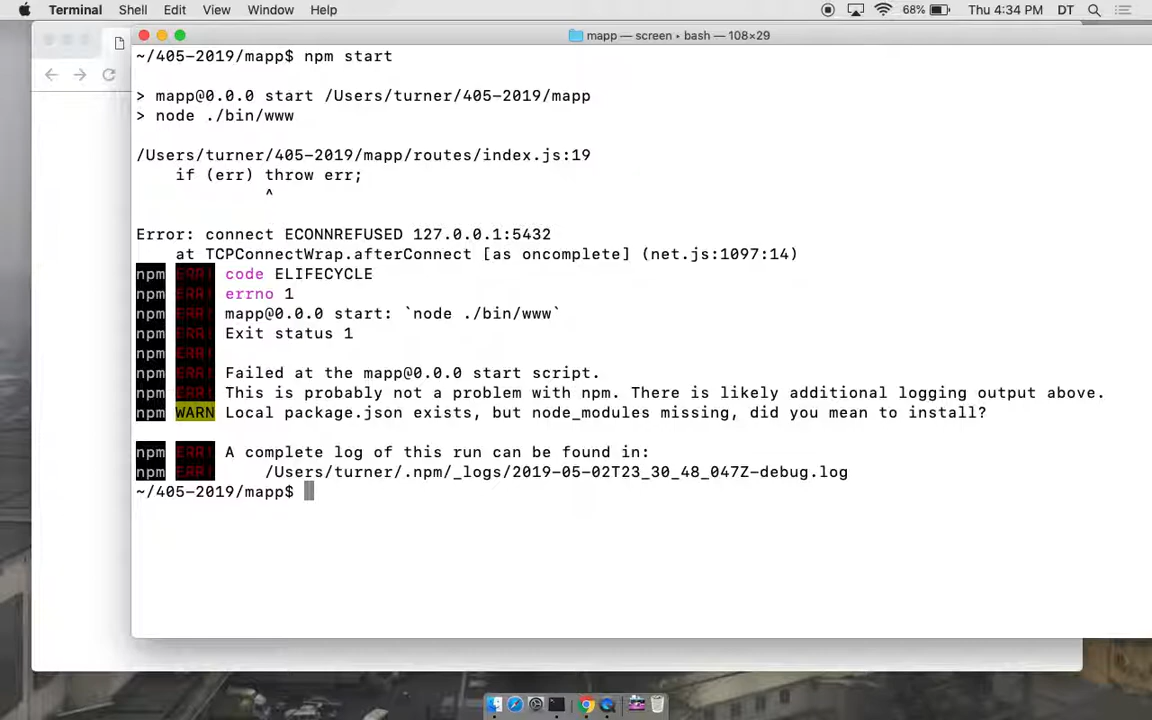 Terminal Shell Edit View Window Help 68% Thu 4:34 PM DT
mapp — screen • bash — 108×29
~/405-2019/mapp$ npm start
> mapp@0.0.0 start /Users/turner/405-2019/mapp
> node ./bin/www
/Users/turner/405-2019/mapp/routes/index.js:19
if (err) throw err;
^
Error: connect ECONNREFUSED 127.0.0.1:5432
at TCPConnectWrap.afterConnect [as oncomplete] (net.js:1097:14)
npm ERR! code ELIFECYCLE
npm ERR! errno 1
npm ERR! mapp@0.0.0 start: `node ./bin/www`
npm ERR! Exit status 1
npm ERR!
npm ERR! Failed at the mapp@0.0.0 start script.
npm ERR! This is probably not a problem with npm. There is likely additional logging output above.
npm WARN Local package.json exists, but node_modules missing, did you mean to install?
npm ERR! A complete log of this run can be found in:
npm ERR! /Users/turner/.npm/_logs/2019-05-02T23_30_48_047Z-debug.log
~/405-2019/mapp$